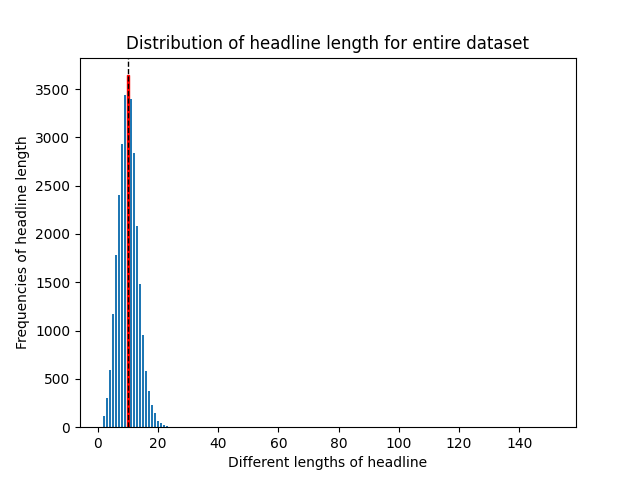 Distribution of headline length for entire dataset
Frequencies of headline length
3500
3000
2500
2000
1500
1000
500
0
0 20 40 60 80 100 120 140
Different lengths of headline